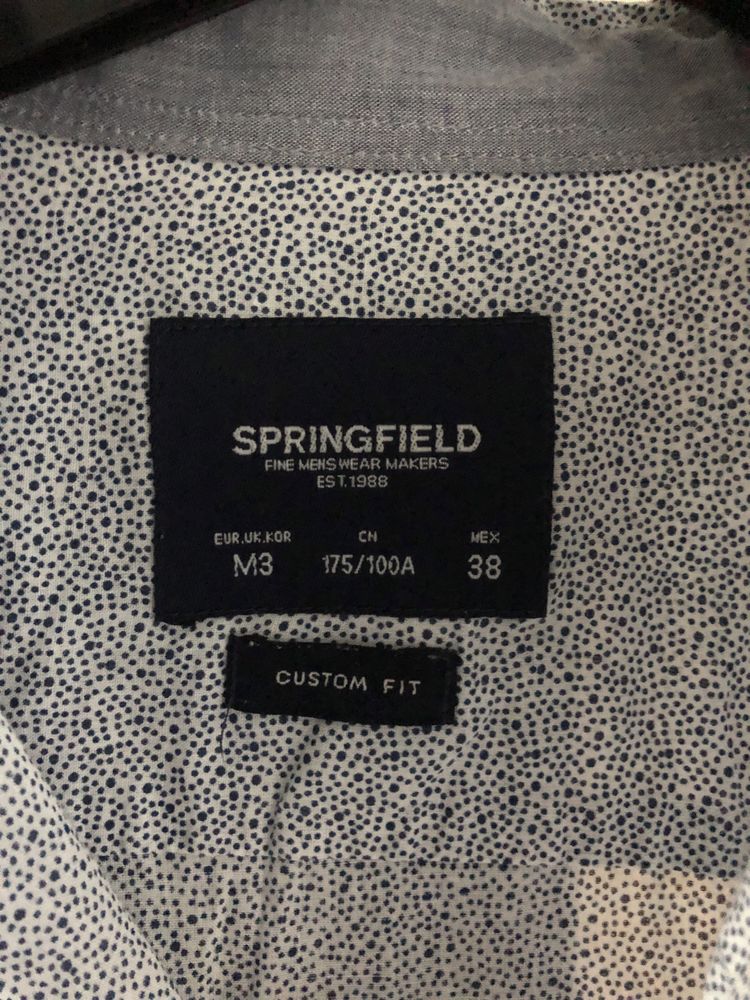 SPRINGFIELD
FINE MENSWEAR MAKERS
EST.1988
EUR.UK.KOR CN MEX
M3 175/100A 38
CUSTOM FIT